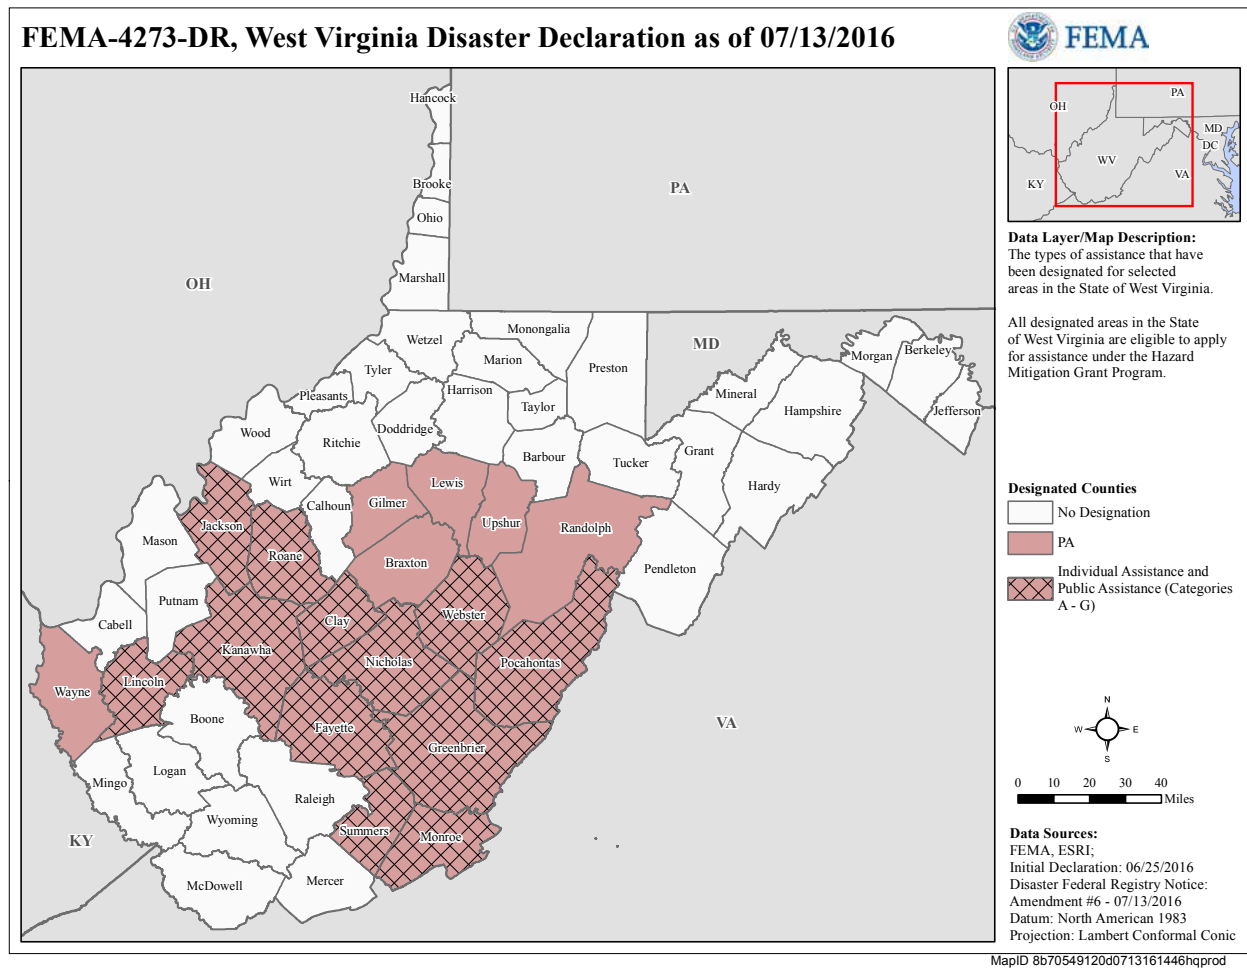 FEMA-4273-DR, West Virginia Disaster Declaration as of 07/13/2016
FEMA
Hancock
Brooke
Ohio
Marshall
PA
OH
Wetzel
Monongalia
Marion
Preston
MD
Tyler
Pleasants
Harrison
Taylor
Doddridge
Ritchie
Wood
Wirt
Barbour
Tucker
Mineral
Hampshire
Morgan
Berkeley
Jefferson
Grant
Hardy
Calhoun
Gilmer
Lewis
Upshur
Randolph
Jackson
Roane
Mason
Braxton
Pendleton
Putnam
Cabell
Clay
Webster
Kanawha
Nicholas
Pocahontas
Wayne
Lincoln
Boone
Fayette
Greenbrier
VA
Logan
Mingo
Raleigh
Wyoming
Summers
Monroe
KY
McDowell
Mercer
OH
PA
MD
DC
WV
VA
KY
Data Layer/Map Description:
The types of assistance that have
been designated for selected
areas in the State of West Virginia.
All designated areas in the State
of West Virginia are eligible to apply
for assistance under the Hazard
Mitigation Grant Program.
Designated Counties
No Designation
PA
Individual Assistance and
Public Assistance (Categories
A - G)
N
W
E
S
0 10 20 30 40
Miles
Data Sources:
FEMA, ESRI;
Initial Declaration: 06/25/2016
Disaster Federal Registry Notice:
Amendment #6 - 07/13/2016
Datum: North American 1983
Projection: Lambert Conformal Conic
MapID 8b70549120d0713161446hqprod